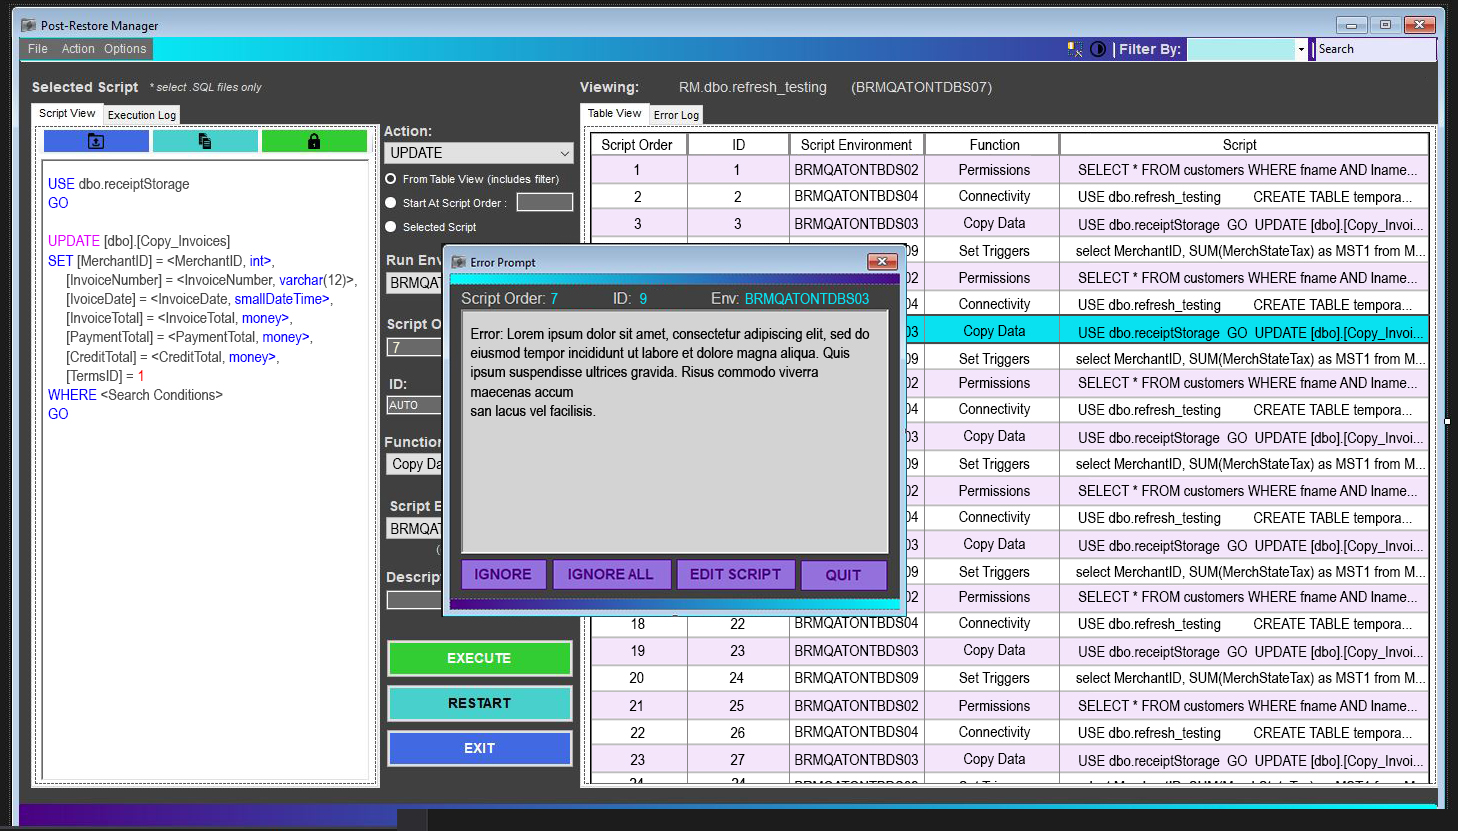 Post-Restore Manager
File Action Options
Filter By:
Search
Selected Script * select .SQL files only
Viewing: RM.dbo.refresh_testing (BRMQATONTDBS07)
Script View Execution Log
Table View Error Log
USE dbo.receiptStorage
GO
UPDATE [dbo].[Copy_Invoices]
SET [MerchantID] = <MerchantID, int>,
[InvoiceNumber] = <InvoiceNumber, varchar(12)>,
[IvoiceDate] = <InvoiceDate, smallDateTime>,
[InvoiceTotal] = <InvoiceTotal, money>,
[PaymentTotal] = <PaymentTotal, money>,
[CreditTotal] = <CreditTotal, money>,
[TermsID] = 1
WHERE <Search Conditions>
GO
Action:
UPDATE
From Table View (includes filter)
Start At Script Order :
Selected Script
Run Env
BRMQA
Script O
7
ID:
AUTO
Function
Copy Da
Script E
BRMQA
(
Descrip
EXECUTE
RESTART
EXIT
Error Prompt
Script Order: 7 ID: 9 Env: BRMQATONTDBS03
Error: Lorem ipsum dolor sit amet, consectetur adipiscing elit, sed do
eiusmod tempor incididunt ut labore et dolore magna aliqua. Quis
ipsum suspendisse ultrices gravida. Risus commodo viverra
maecenas accum
san lacus vel facilisis.
IGNORE IGNORE ALL EDIT SCRIPT QUIT
Script Order ID Script Environment Function Script
1 1 BRMQATONTBDS02 Permissions SELECT * FROM customers WHERE fname AND lname...
2 2 BRMQATONTBDS04 Connectivity USE dbo.refresh_testing CREATE TABLE tempora...
3 3 BRMQATONTBDS03 Copy Data USE dbo.receiptStorage GO UPDATE [dbo].[Copy_Invoi...
09 Set Triggers select MerchantID, SUM(MerchStateTax) as MST1 from M...
02 Permissions SELECT * FROM customers WHERE fname AND lname...
04 Connectivity USE dbo.refresh_testing CREATE TABLE tempora...
03 Copy Data USE dbo.receiptStorage GO UPDATE [dbo].[Copy_Invoi...
09 Set Triggers select MerchantID, SUM(MerchStateTax) as MST1 from M...
02 Permissions SELECT * FROM customers WHERE fname AND lname...
04 Connectivity USE dbo.refresh_testing CREATE TABLE tempora...
03 Copy Data USE dbo.receiptStorage GO UPDATE [dbo].[Copy_Invoi...
09 Set Triggers select MerchantID, SUM(MerchStateTax) as MST1 from M...
02 Permissions SELECT * FROM customers WHERE fname AND lname...
04 Connectivity USE dbo.refresh_testing CREATE TABLE tempora...
03 Copy Data USE dbo.receiptStorage GO UPDATE [dbo].[Copy_Invoi...
09 Set Triggers select MerchantID, SUM(MerchStateTax) as MST1 from M...
02 Permissions SELECT * FROM customers WHERE fname AND lname...
18 22 BRMQATONTBDS04 Connectivity USE dbo.refresh_testing CREATE TABLE tempora...
19 23 BRMQATONTBDS03 Copy Data USE dbo.receiptStorage GO UPDATE [dbo].[Copy_Invoi...
20 24 BRMQATONTBDS09 Set Triggers select MerchantID, SUM(MerchStateTax) as MST1 from M...
21 25 BRMQATONTBDS02 Permissions SELECT * FROM customers WHERE fname AND lname...
22 26 BRMQATONTBDS04 Connectivity USE dbo.refresh_testing CREATE TABLE tempora...
23 27 BRMQATONTBDS03 Copy Data USE dbo.receiptStorage GO UPDATE [dbo].[Copy_Invoi...